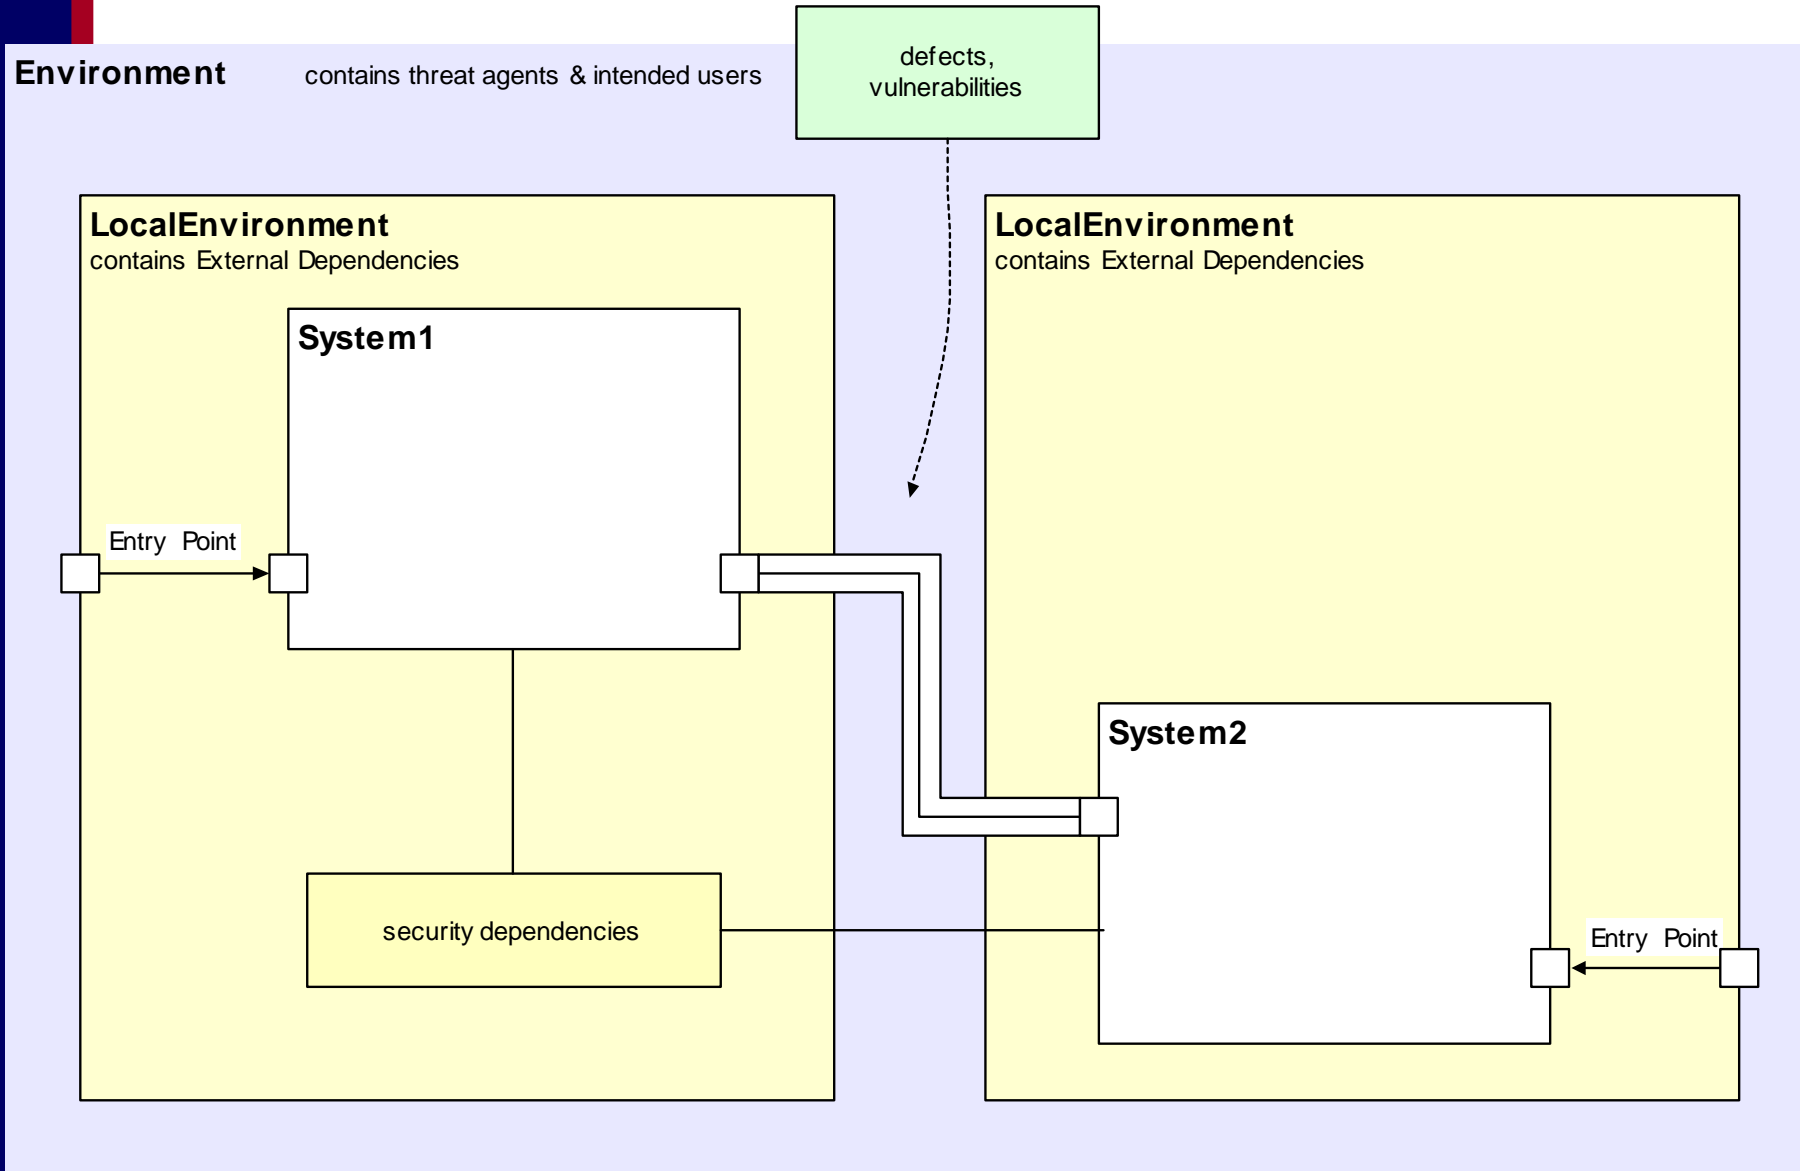 Environment contains threat agents & intended users
defects,
vulnerabilities
LocalEnvironment
contains External Dependencies
System1
Entry Point
security dependencies
LocalEnvironment
contains External Dependencies
System2
Entry Point